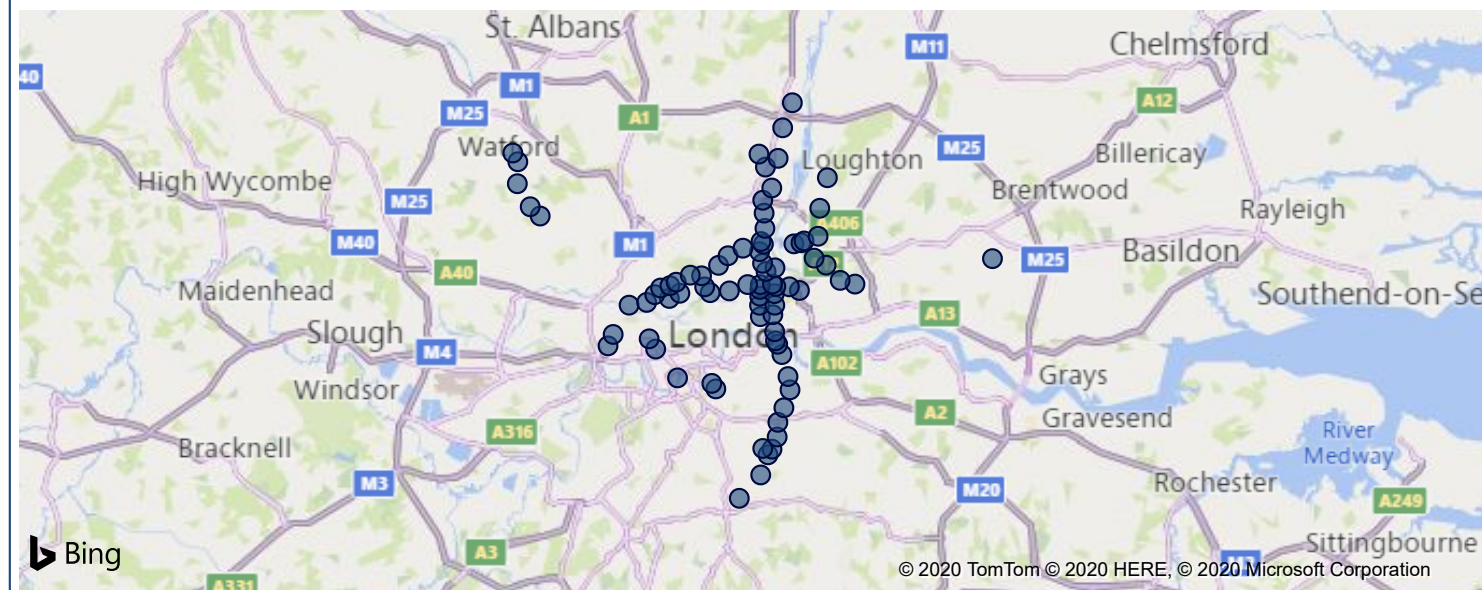 St. Albans
M11
Chelmsford
40
M1
M25
A1
A12
Watford
Loughton
M25
Billericay
High Wycombe
Brentwood
M25
Rayleigh
A406
M40
M1
Basildon
A40
M25
Maidenhead
Southend-on-Se
Slough
London
A13
M4
A102
Windsor
Grays
A2
Gravesend
A316
Bracknell
River
Medway
M3
M20
Rochester
A249
Sittingbourne
Bing
A3
M2
© 2020 TomTom © 2020 HERE, © 2020 Microsoft Corporation
A331